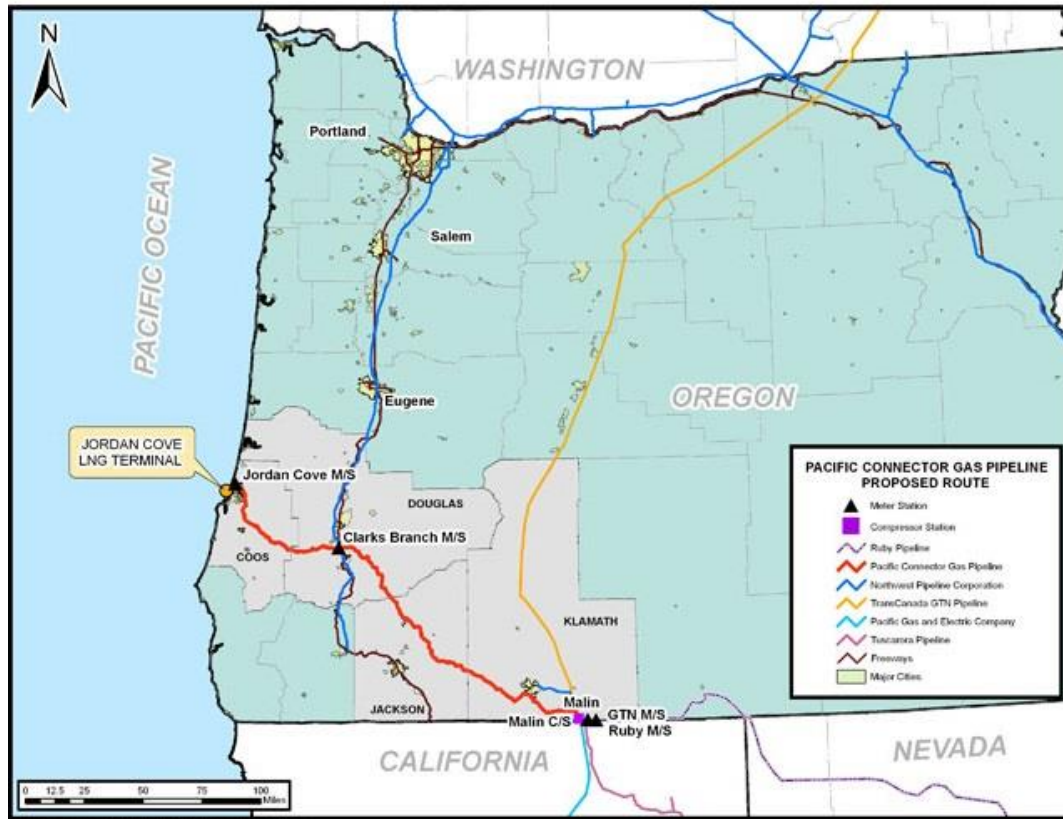 N
WASHINGTON
Portland
PACIFIC OCEAN
Salem
OREGON
Eugene
JORDAN COVE
LNG TERMINAL
Jordan Cove M/S
DOUGLAS
Clarks Branch M/S
COOS
KLAMATH
JACKSON
Malin
Malin C/S
GTN M/S
Ruby M/S
CALIFORNIA
NEVADA
PACIFIC CONNECTOR GAS PIPELINE
PROPOSED ROUTE
Meter Station
Compressor Station
Ruby Pipeline
Pacific Connector Gas Pipeline
Northwest Pipeline Corporation
TransCanada GTN Pipeline
Pacific Gas and Electric Company
Tuscarora Pipeline
Freeways
Major Cities
0 12.5 25 50 75 100
Miles